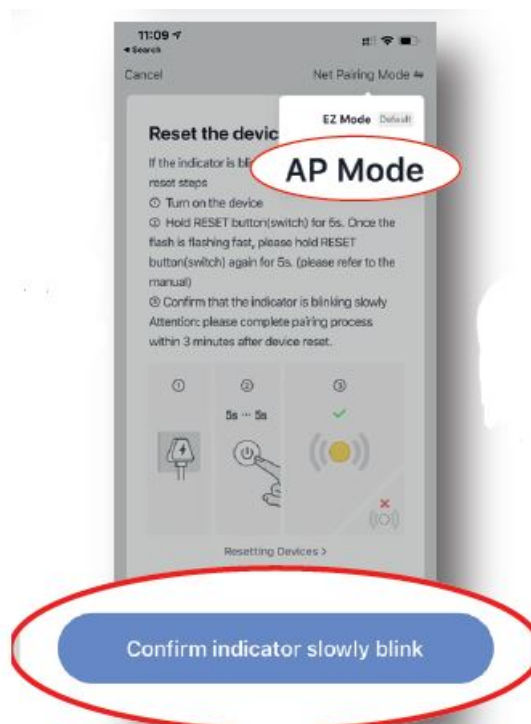 11:09
Search
Cancel
Net Pairing Mode
EZ Mode Default
AP Mode
Reset the devic
If the indicator is
reset steps
① Turn on the device
② Hold RESET button(switch) for 5s. Once the
flash is flashing fast, please hold RESET
button(switch) again for 5s. (please refer to the
manual)
③ Confirm that the indicator is blinking slowly
Attention: please complete pairing process
within 3 minutes after device reset.
① ② ③
5s ··· 5s
Resetting Devices >
Confirm indicator slowly blink